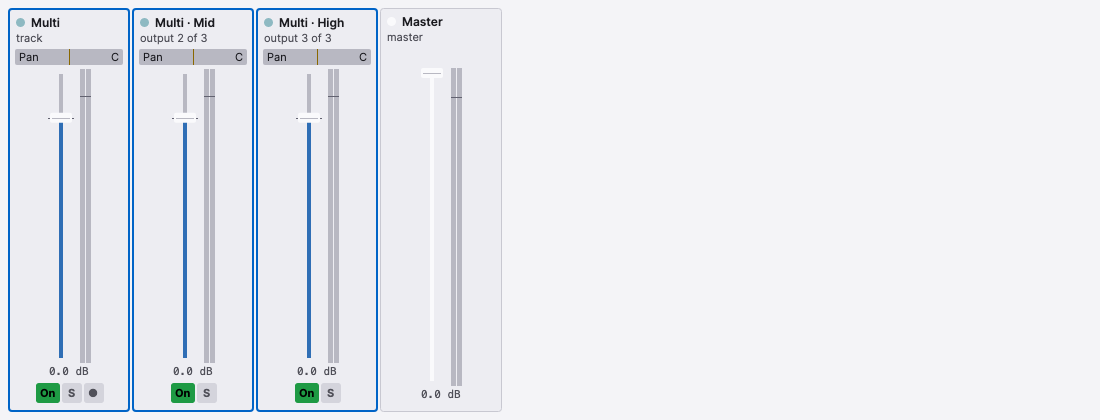 Multi
track
Pan C
0.0 dB
On S
Multi · Mid
output 2 of 3
Pan C
0.0 dB
On S
Multi · High
output 3 of 3
Pan C
0.0 dB
On S
Master
master
0.0 dB